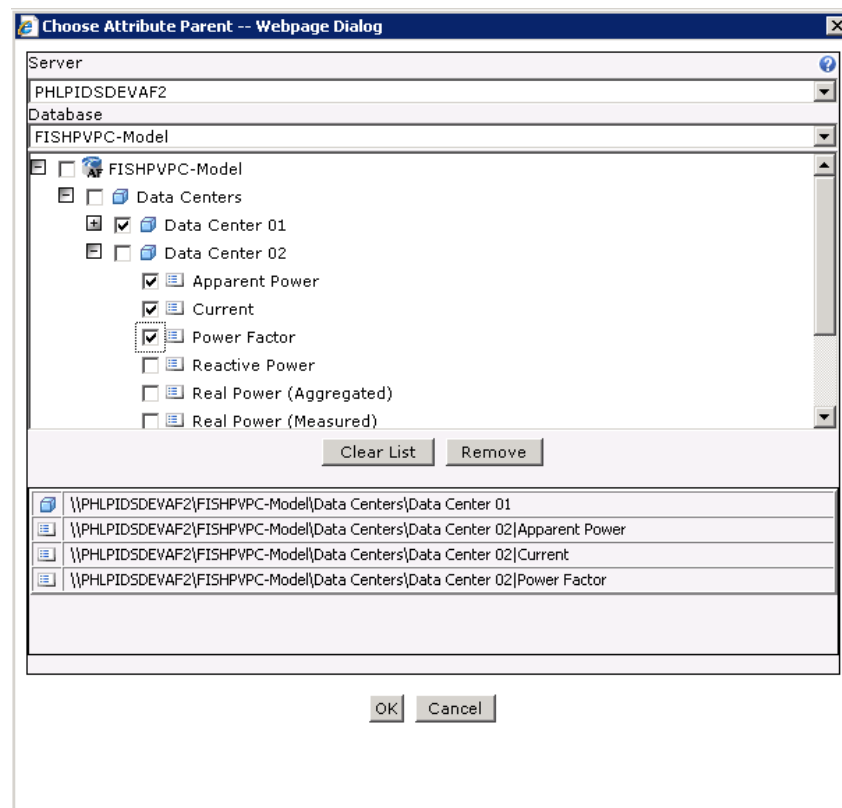 Choose Attribute Parent -- Webpage Dialog
Server
PHLPIDSDEVAF2
Database
FISHPVPC-Model
AF FISHPVPC-Model
Data Centers
Data Center 01
Data Center 02
Apparent Power
Current
Power Factor
Reactive Power
Real Power (Aggregated)
Real Power (Measured)
Clear List Remove
\\PHLPIDSDEVAF2\FISHPVPC-Model\Data Centers\Data Center 01
\\PHLPIDSDEVAF2\FISHPVPC-Model\Data Centers\Data Center 02|Apparent Power
\\PHLPIDSDEVAF2\FISHPVPC-Model\Data Centers\Data Center 02|Current
\\PHLPIDSDEVAF2\FISHPVPC-Model\Data Centers\Data Center 02|Power Factor
OK Cancel